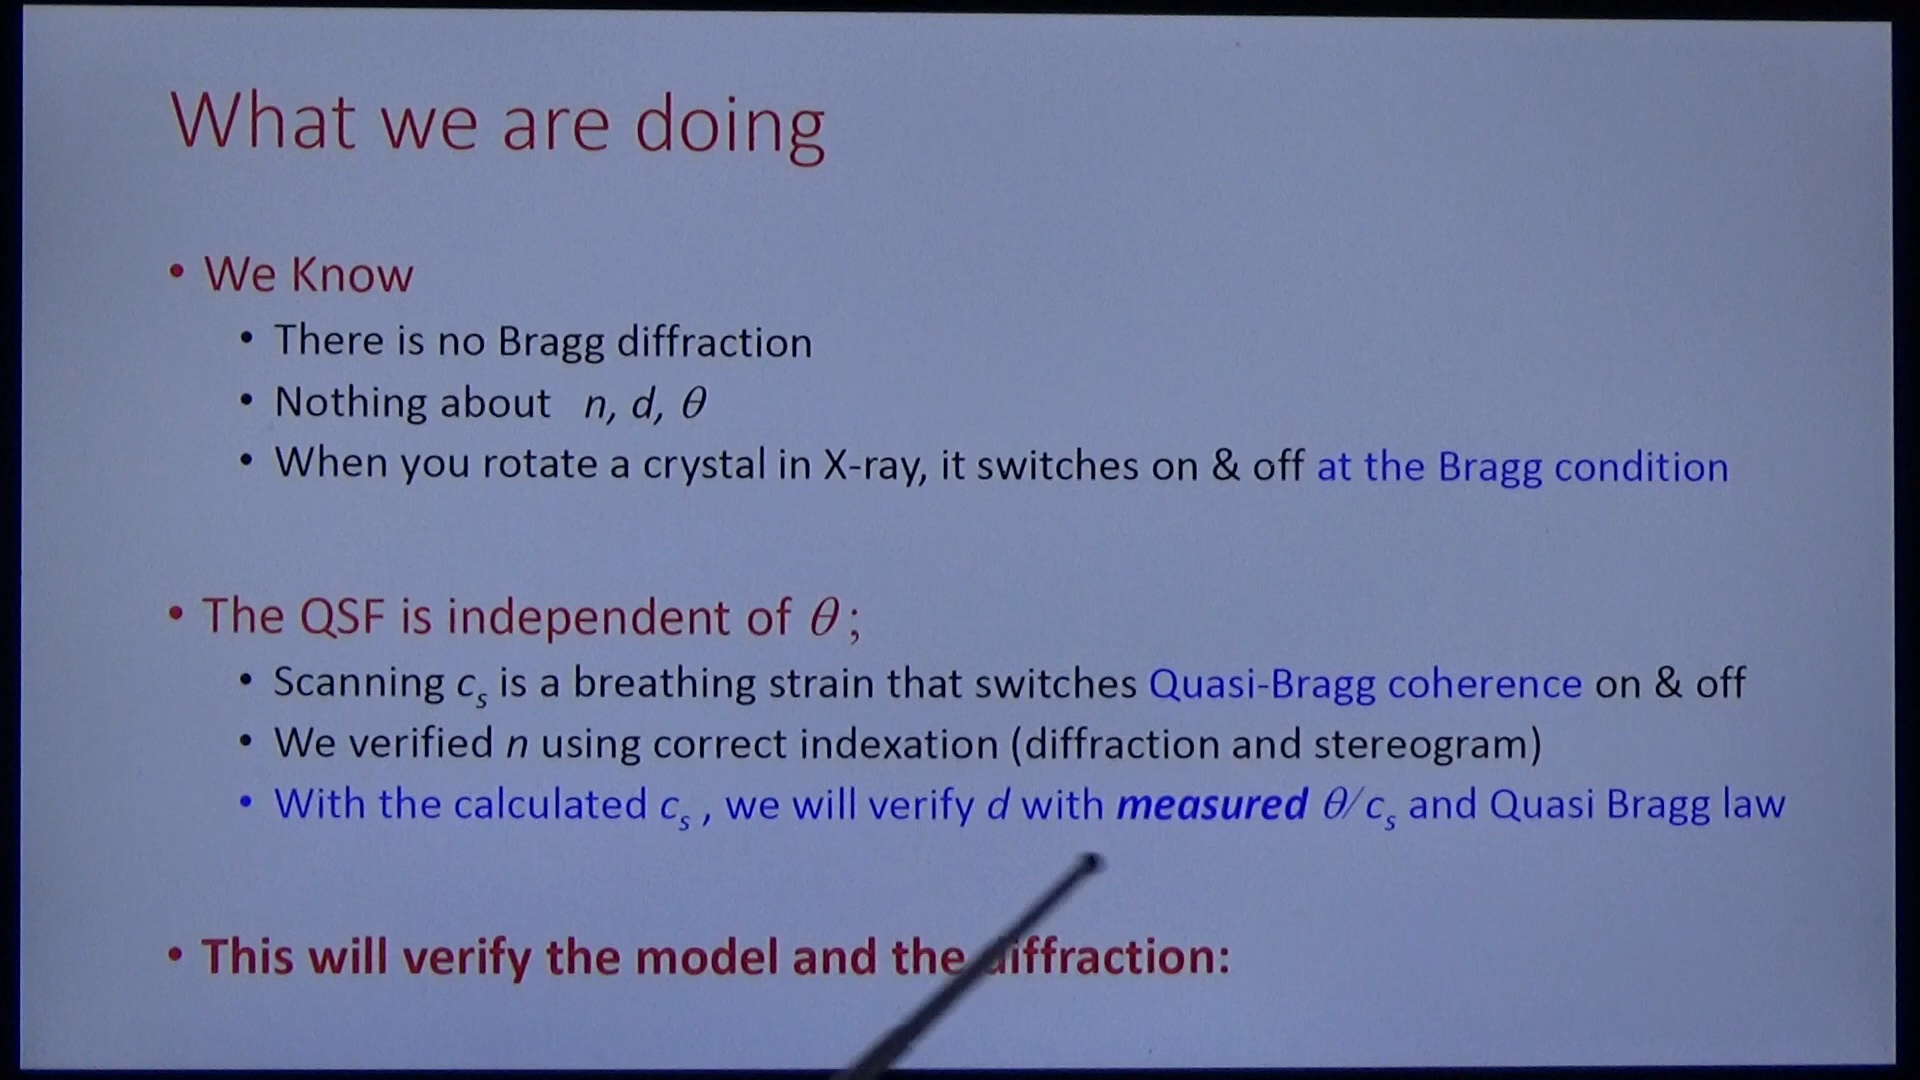 What we are doing
• We Know
• There is no Bragg diffraction
• Nothing about n, d, θ
• When you rotate a crystal in X-ray, it switches on & off at the Bragg condition
• The QSF is independent of θ ;
• Scanning cₛ is a breathing strain that switches Quasi-Bragg coherence on & off
• We verified n using correct indexation (diffraction and stereogram)
• With the calculated cₛ , we will verify d with measured θ/cₛ and Quasi Bragg law
• This will verify the model and the diffraction: